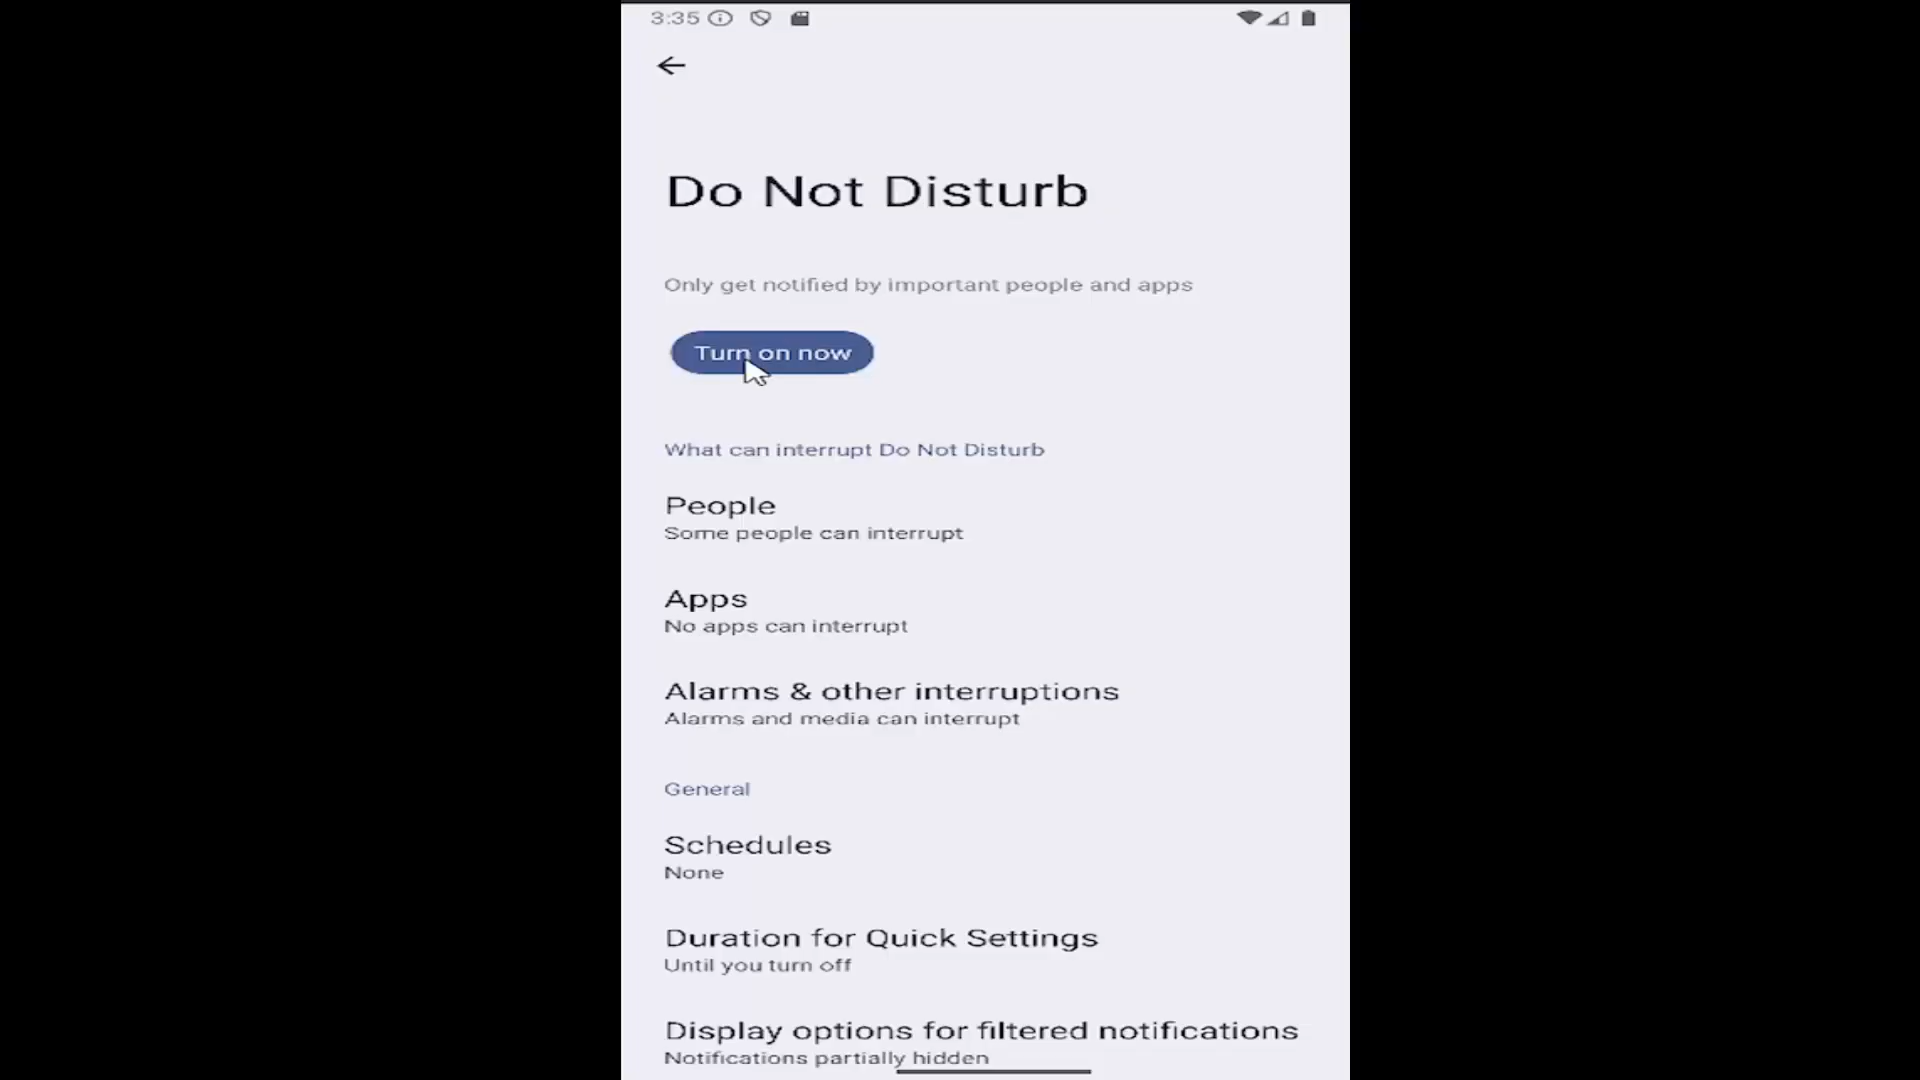 3:35
Do Not Disturb
Only get notified by important people and apps
Turn on now
What can interrupt Do Not Disturb
People
Some people can interrupt
Apps
No apps can interrupt
Alarms & other interruptions
Alarms and media can interrupt
General
Schedules
None
Duration for Quick Settings
Until you turn off
Display options for filtered notifications
Notifications partially hidden